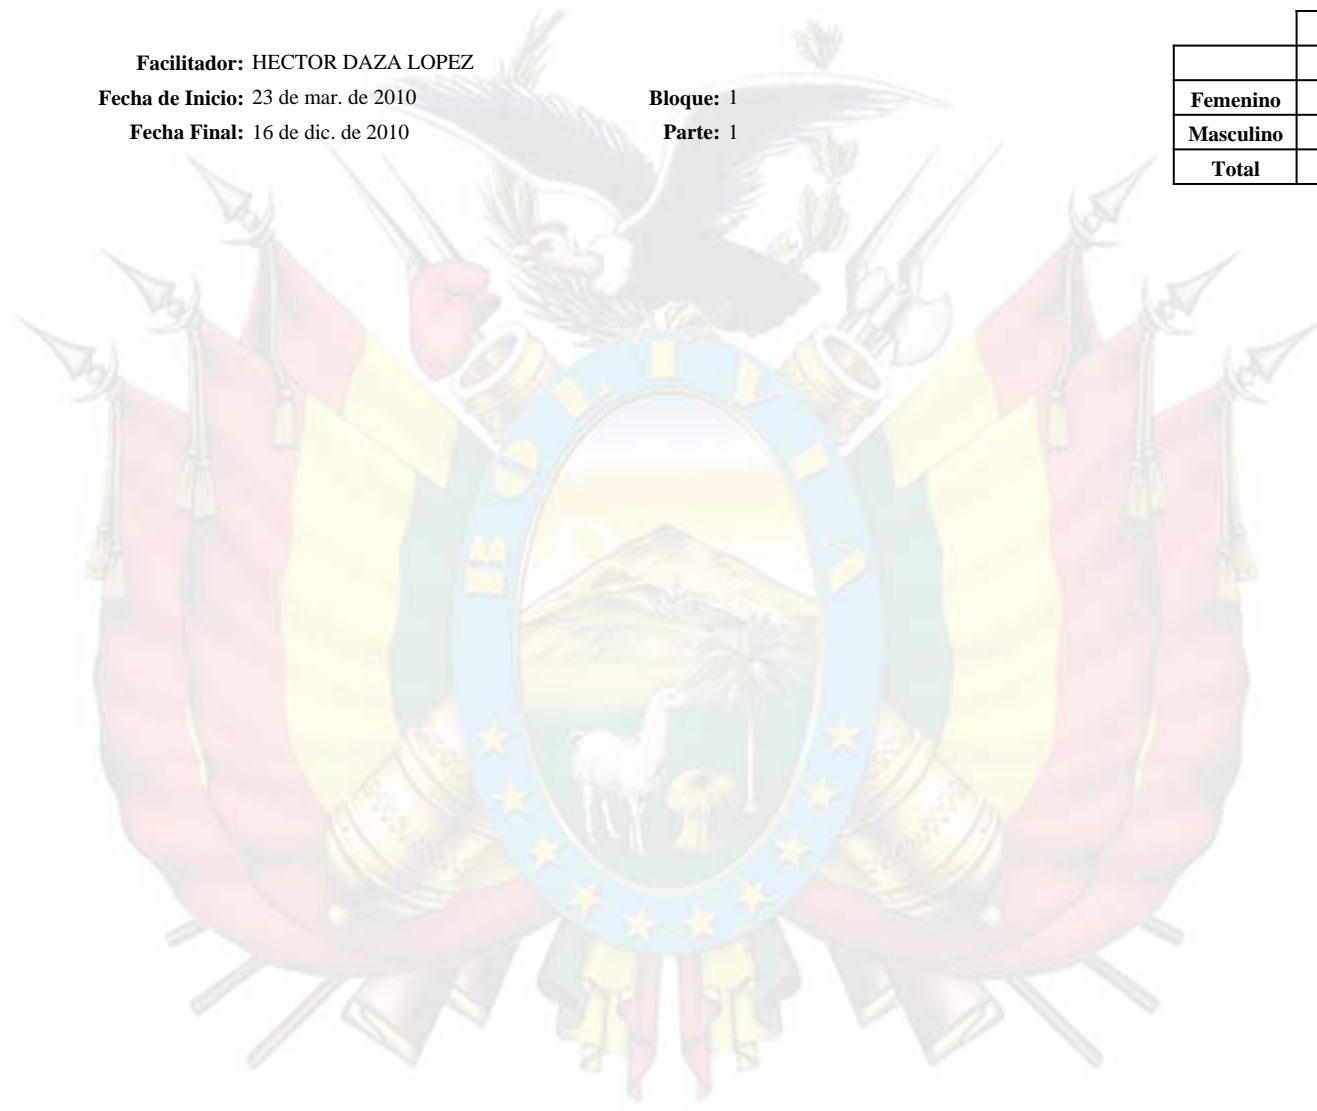 Facilitador: HECTOR DAZA LOPEZ
Fecha de Inicio: 23 de mar. de 2010 Bloque: 1
Fecha Final: 16 de dic. de 2010 Parte: 1
Femenino
Masculino
Total
BOLIVIA